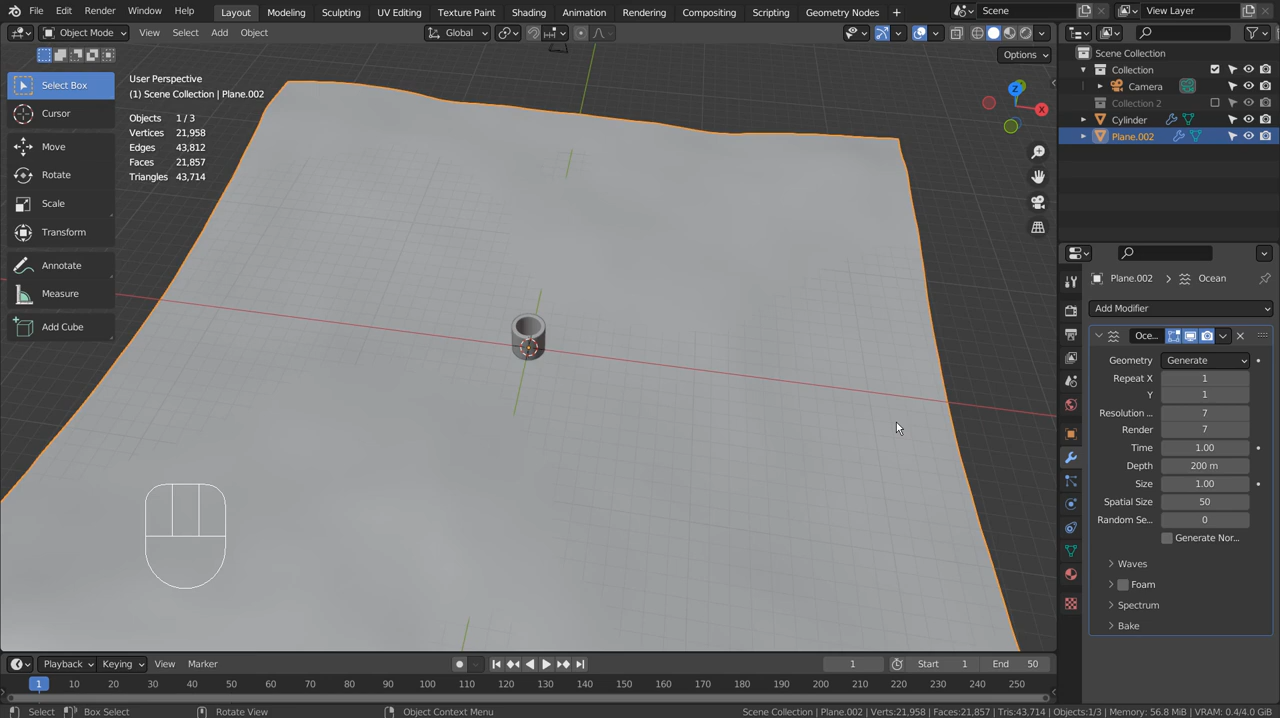 File Edit Render Window Help Layout Modeling Sculpting UV Editing Texture Paint Shading Animation Rendering Compositing Scripting Geometry Nodes + Scene View Layer
Object Mode View Select Add Object Global
Options
Select Box
Cursor
Move
Rotate
Scale
Transform
Annotate
Measure
Add Cube
User Perspective
(1) Scene Collection | Plane.002
Objects 1 / 3
Vertices 21,958
Edges 43,812
Faces 21,857
Triangles 43,714
Z
X
Scene Collection
Collection
Camera
Collection 2
Cylinder
Plane.002
Plane.002 > Ocean
Add Modifier
Oce...
Geometry Generate
Repeat X 1
Y 1
Resolution ... 7
Render 7
Time 1.00
Depth 200 m
Size 1.00
Spatial Size 50
Random Se... 0
Generate Nor...
Waves
Foam
Spectrum
Bake
Playback Keying View Marker 1 Start 1 End 50
1 10 20 30 40 50 60 70 80 90 100 110 120 130 140 150 160 170 180 190 200 210 220 230 240 250
Select Box Select Rotate View Object Context Menu Scene Collection | Plane.002 | Verts:21,958 | Faces:21,857 | Tris:43,714 | Objects:1/3 | Memory: 56.8 MiB | VRAM: 0.4/4.0 GiB